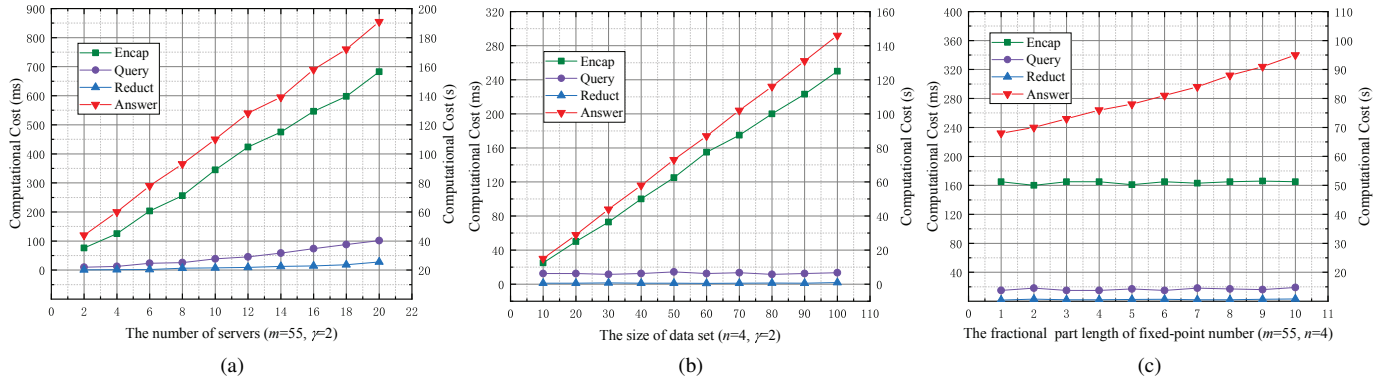 900
800
700
600
500
400
300
200
100
0
Computational Cost (ms)
Encap
Query
Reduct
Answer
200
180
160
140
120
100
80
60
40
20
Computational Cost (s)
2 4 6 8 10 12 14 16 18 20 22
The number of servers (m=55, γ=2)
(a)
320
280
240
200
160
120
80
40
0
Computational Cost (ms)
Encap
Query
Reduct
Answer
160
140
120
100
80
60
40
20
0
Computational Cost (s)
0 10 20 30 40 50 60 70 80 90 100 110
The size of data set (n=4, γ=2)
(b)
400
360
320
280
240
200
160
120
80
40
Computational Cost (ms)
Encap
Query
Reduct
Answer
110
100
90
80
70
60
50
40
30
20
10
Computational Cost (s)
0 1 2 3 4 5 6 7 8 9 10 11
The fractional part length of fixed-point number (m=55, n=4)
(c)